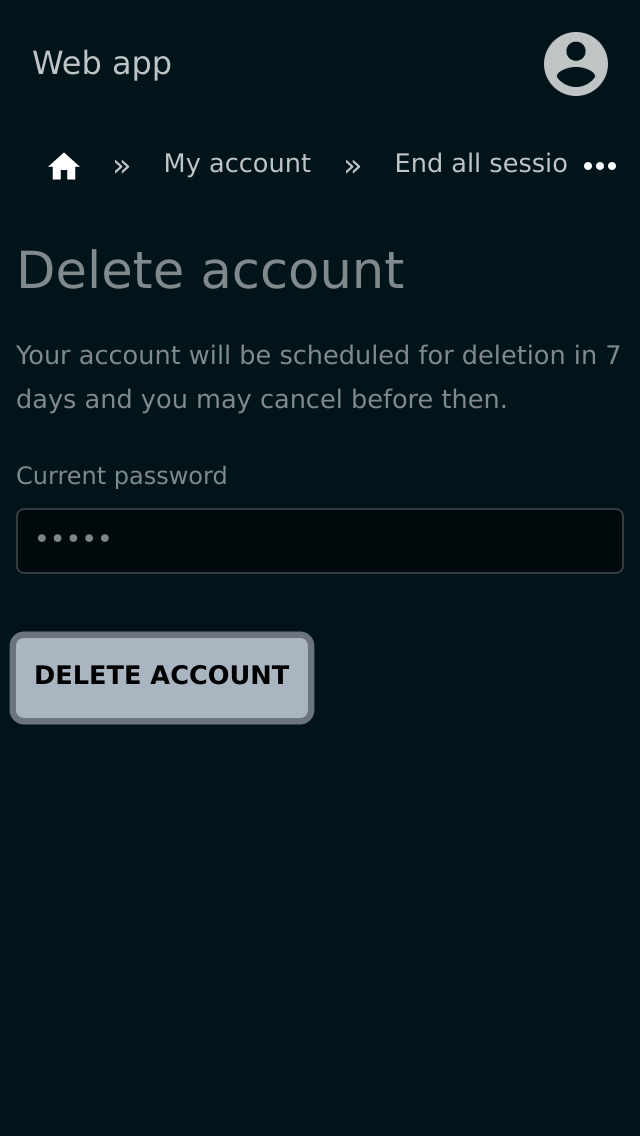 Web app
» My account » End all sessio •••
Delete account
Your account will be scheduled for deletion in 7
days and you may cancel before then.
Current password
•••••
DELETE ACCOUNT